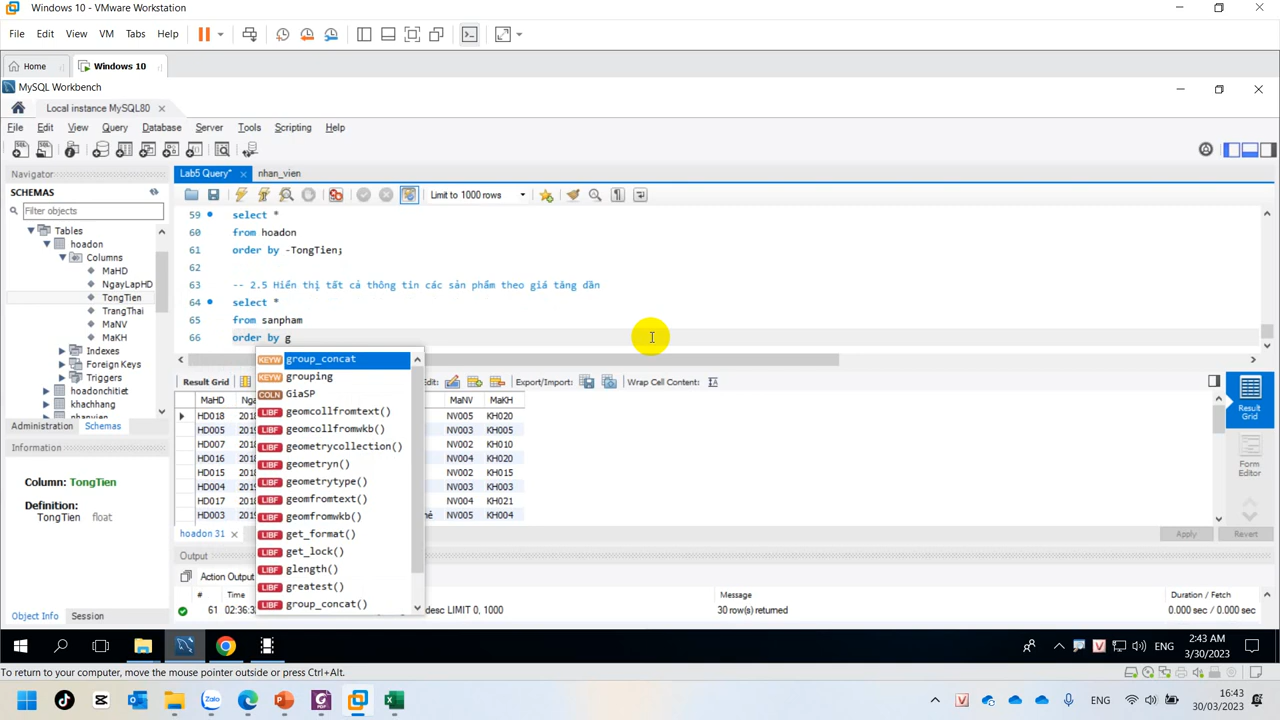 Windows 10 - VMware Workstation
File Edit View VM Tabs Help
Home Windows 10
MySQL Workbench
Local instance MySQL80
File Edit View Query Database Server Tools Scripting Help
Navigator
SCHEMAS
Filter objects
Tables
hoadon
Columns
MaHD
NgayLapHD
TongTien
TrangThai
MaNV
MaKH
Indexes
Foreign Keys
Triggers
hoadonchitiet
khachhang
nhanvien
Administration Schemas
Information
Column: TongTien
Definition:
TongTien float
Object Info Session
Lab5 Query* nhan_vien
Limit to 1000 rows
59 select *
60 from hoadon
61 order by -TongTien;
62
63 -- 2.5 Hiển thị tất cả thông tin các sản phẩm theo giá tăng dần
64 select *
65 from sanpham
66 order by g
KEYW group_concat
KEYW grouping
COLN GiaSP
LIBF geomcollfromtext()
LIBF geomcollfromwkb()
LIBF geometrycollection()
LIBF geometryn()
LIBF geometrytype()
LIBF geomfromtext()
LIBF geomfromwkb()
LIBF get_format()
LIBF get_lock()
LIBF glength()
LIBF greatest()
LIBF group_concat()
Result Grid Edit: Export/Import: Wrap Cell Content:
MaHD MaNV MaKH
HD018 NV005 KH020
HD005 NV003 KH005
HD007 NV002 KH010
HD016 NV004 KH020
HD015 NV002 KH015
HD004 NV003 KH003
HD017 NV004 KH021
HD003 NV005 KH004
Result Grid
Form Editor
hoadon 31 Apply Revert
Output
Action Output
# Time Message Duration / Fetch
61 02:36:3 desc LIMIT 0, 1000 30 row(s) returned 0.000 sec / 0.000 sec
ENG 2:43 AM
3/30/2023
To return to your computer, move the mouse pointer outside or press Ctrl+Alt.
Zalo ENG 16:43
30/03/2023